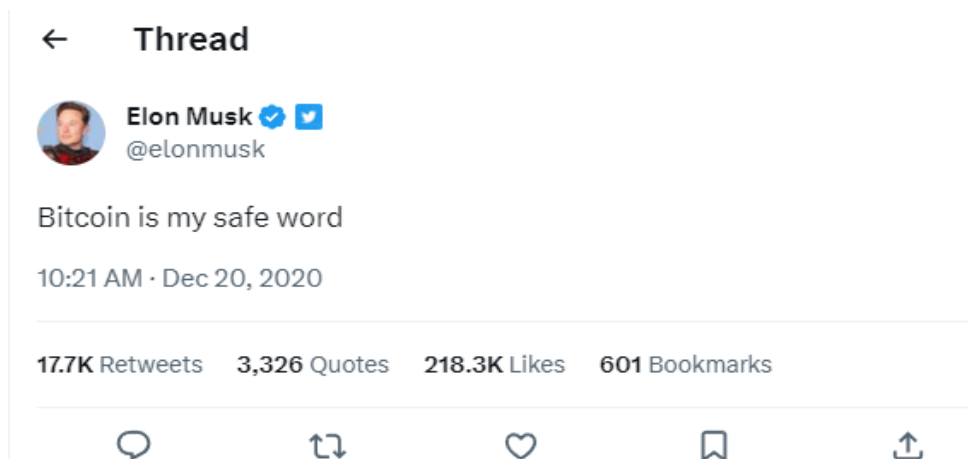 Thread
Elon Musk
@elonmusk
Bitcoin is my safe word
10:21 AM · Dec 20, 2020
17.7K Retweets 3,326 Quotes 218.3K Likes 601 Bookmarks